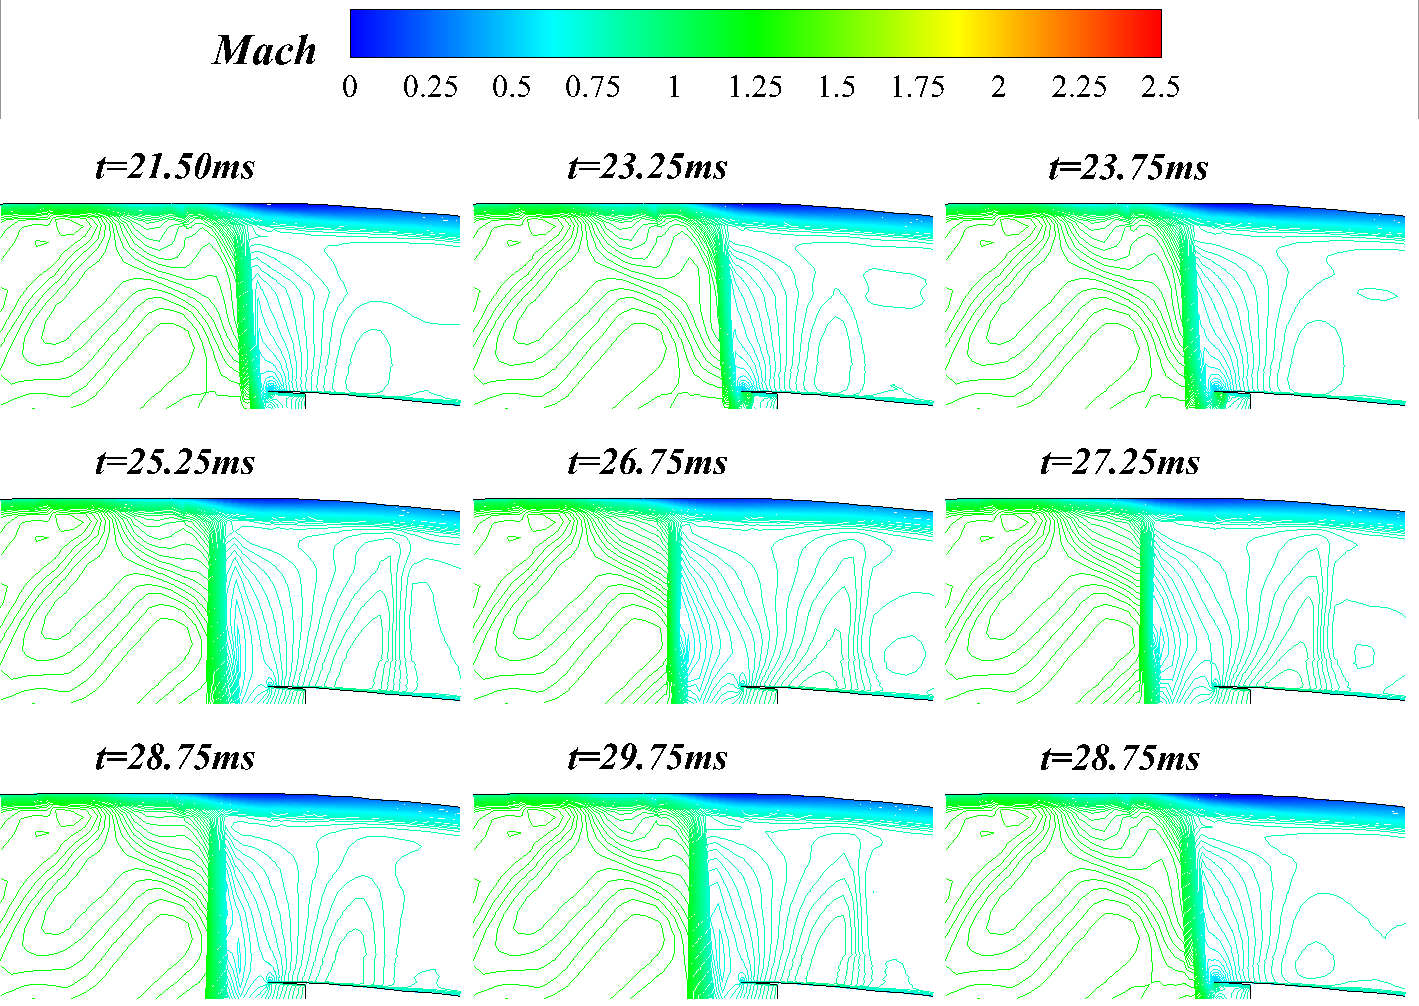 Mach
0 0.25 0.5 0.75 1 1.25 1.5 1.75 2 2.25 2.5
t=21.50ms t=23.25ms t=23.75ms
t=25.25ms t=26.75ms t=27.25ms
t=28.75ms t=29.75ms t=28.75ms